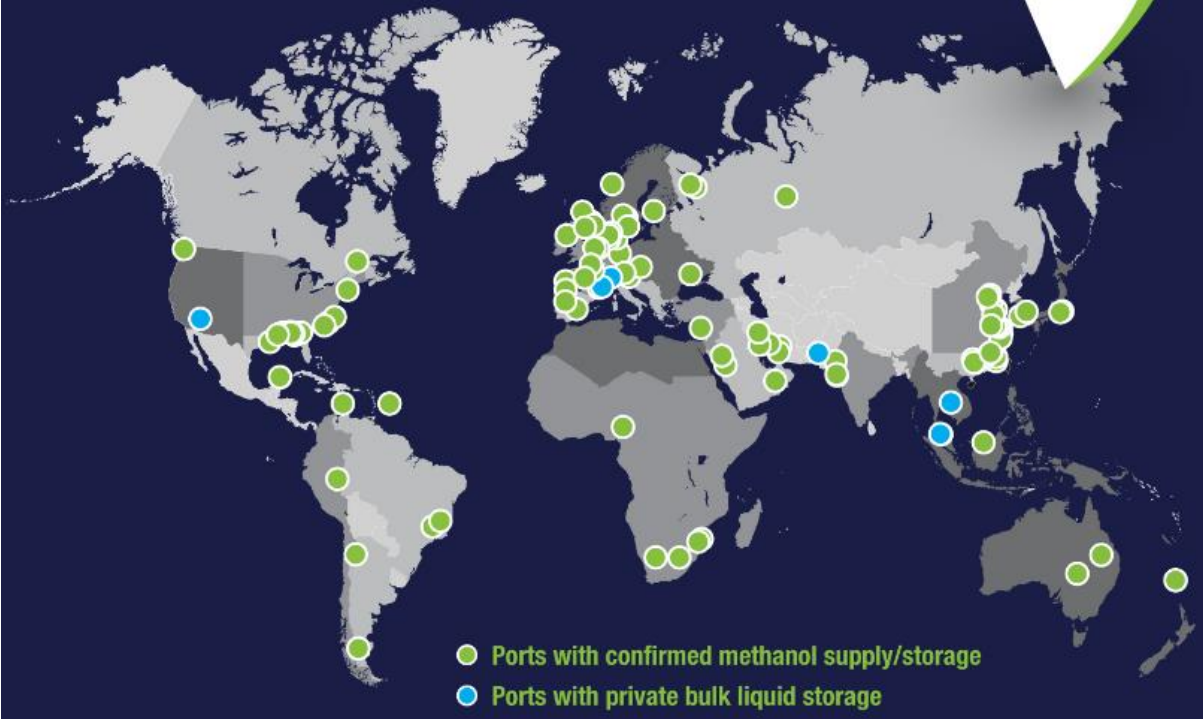 Ports with confirmed methanol supply/storage
Ports with private bulk liquid storage